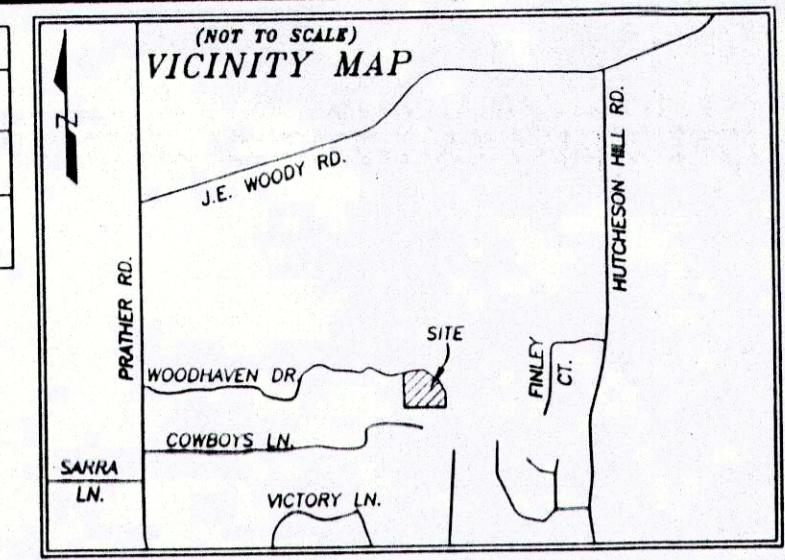 (NOT TO SCALE)
VICINITY MAP
N
J.E. WOODY RD.
HUTCHESON HILL RD.
PRATHER RD.
SITE
FINLEY
CT.
WOODHAVEN DR
COWBOYS LN.
SARRA
LN.
VICTORY LN.